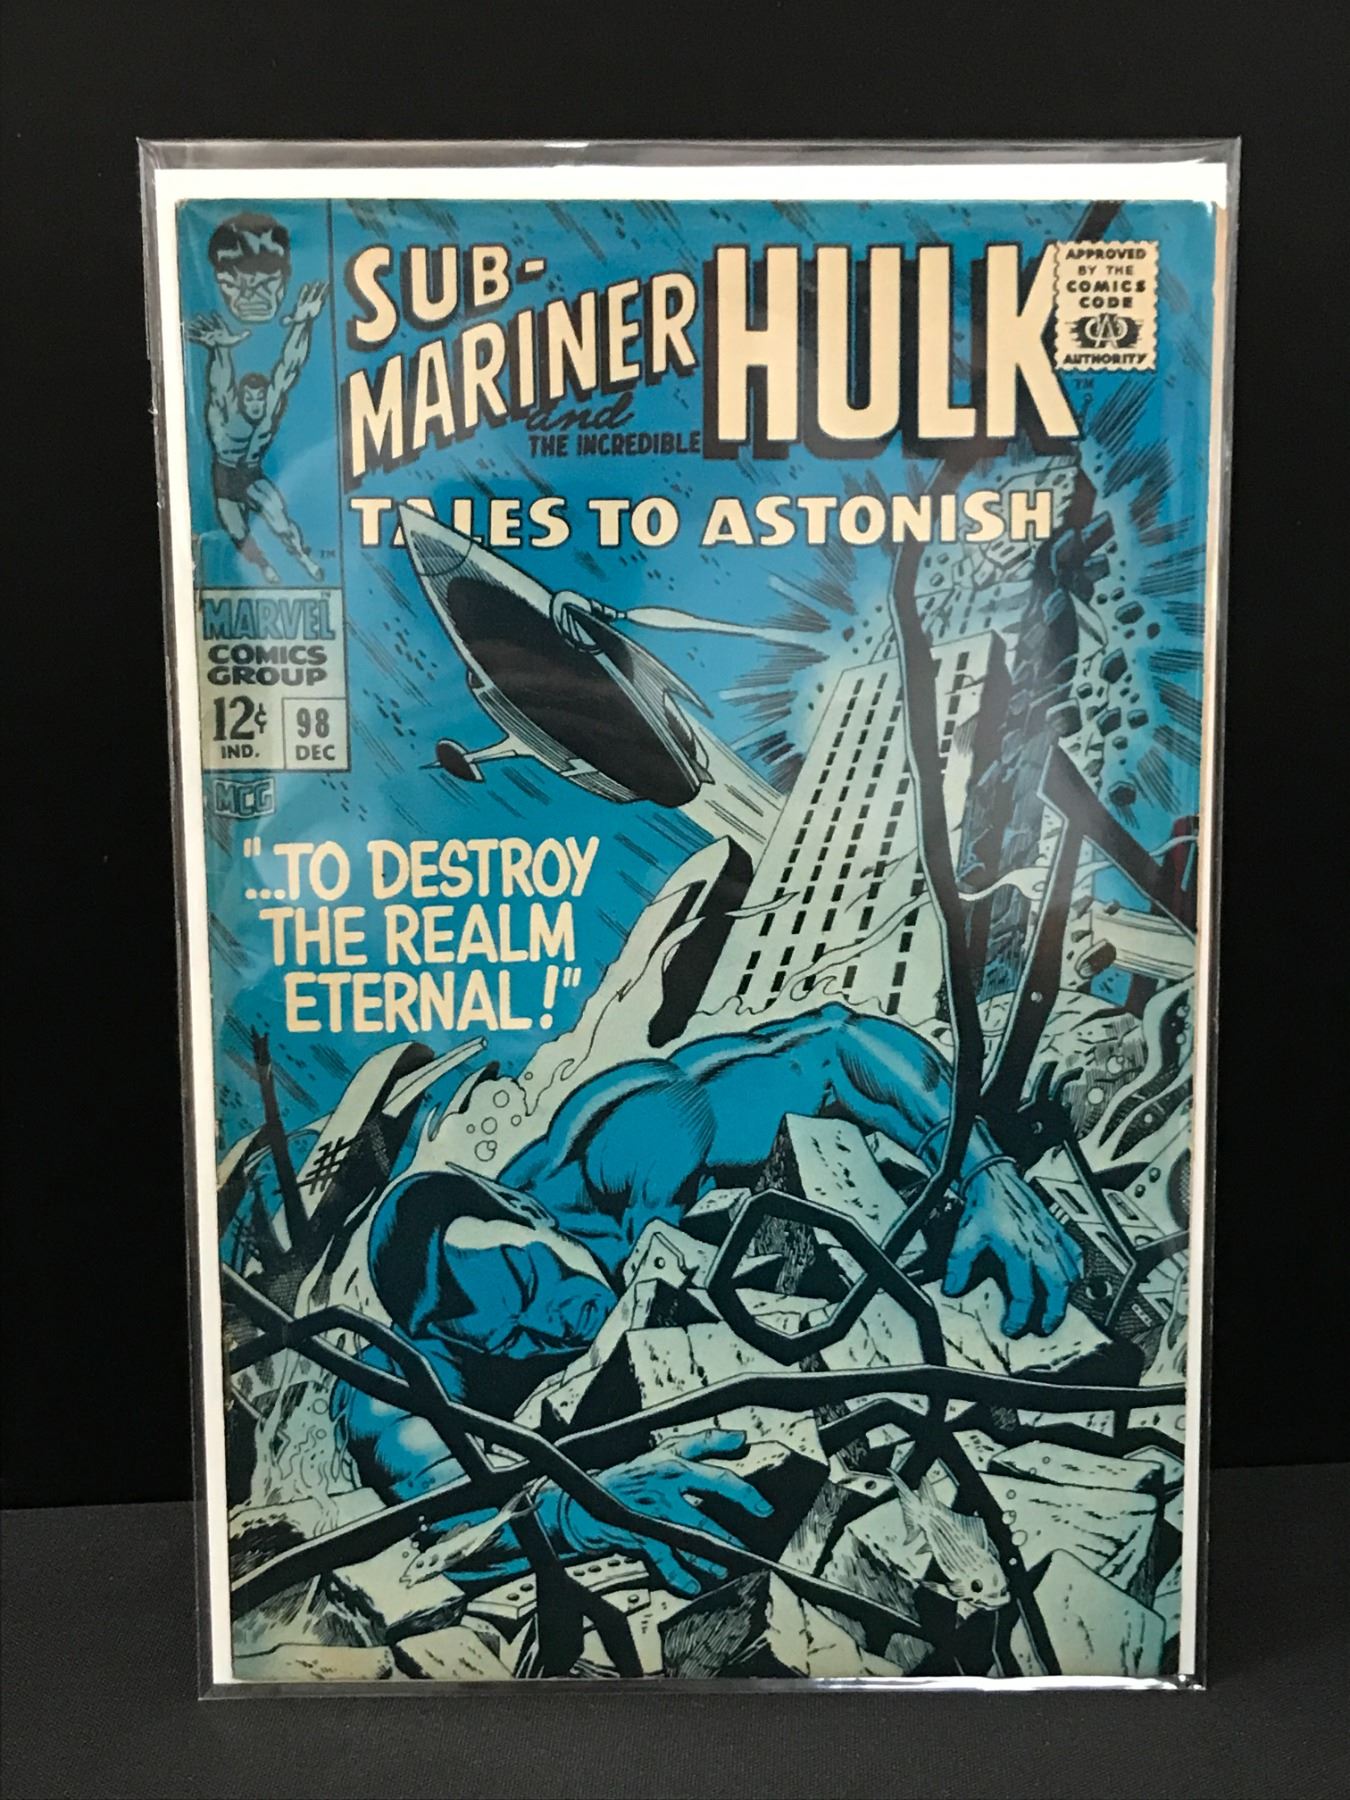 SUB-
MARINER
and
THE INCREDIBLE
HULK
TM
APPROVED
BY THE
COMICS
CODE
CA
AUTHORITY
TALES TO ASTONISH
TM
MARVEL
COMICS
GROUP
12¢
IND.
98
DEC
MCG
"...TO DESTROY
THE REALM
ETERNAL!"